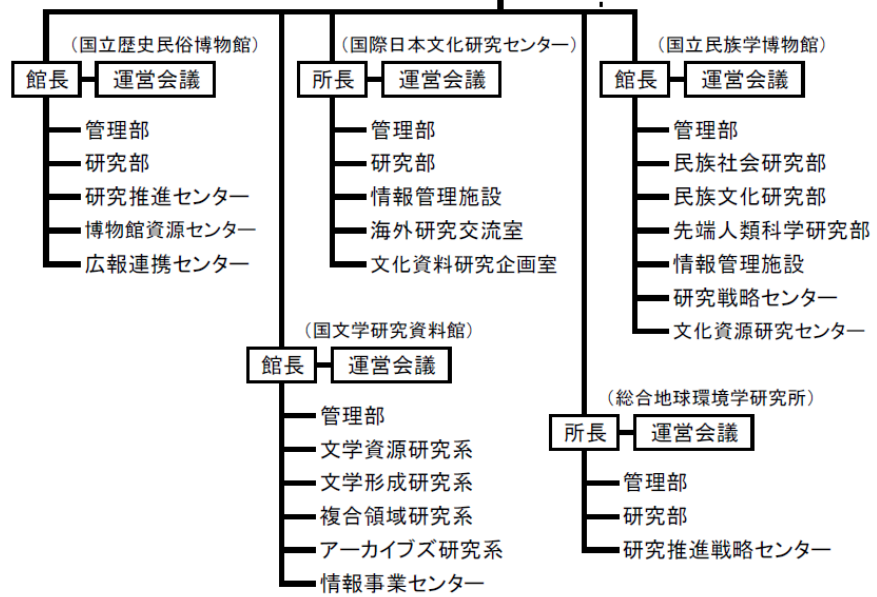 （国立歴史民俗博物館）
館長
運営会議
管理部
研究部
研究推進センター
博物館資源センター
広報連携センター
（国際日本文化研究センター）
所長
運営会議
管理部
研究部
情報管理施設
海外研究交流室
文化資料研究企画室
（国立民族学博物館）
館長
運営会議
管理部
民族社会研究部
民族文化研究部
先端人類科学研究部
情報管理施設
研究戦略センター
文化資源研究センター
（国文学研究資料館）
館長
運営会議
管理部
文学資源研究系
文学形成研究系
複合領域研究系
アーカイブズ研究系
情報事業センター
（総合地球環境学研究所）
所長
運営会議
管理部
研究部
研究推進戦略センター